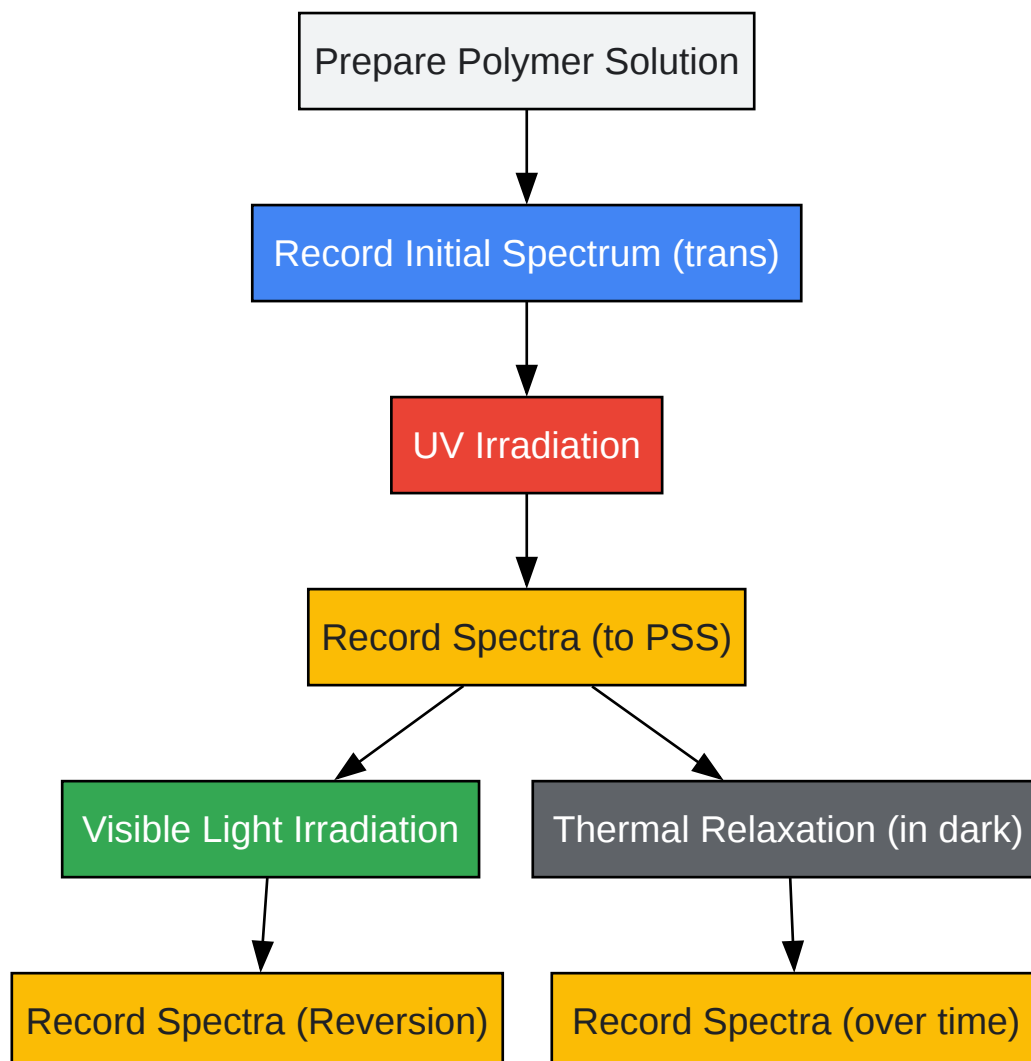 Prepare Polymer Solution
Record Initial Spectrum (trans)
UV Irradiation
Record Spectra (to PSS)
Visible Light Irradiation
Thermal Relaxation (in dark)
Record Spectra (Reversion)
Record Spectra (over time)